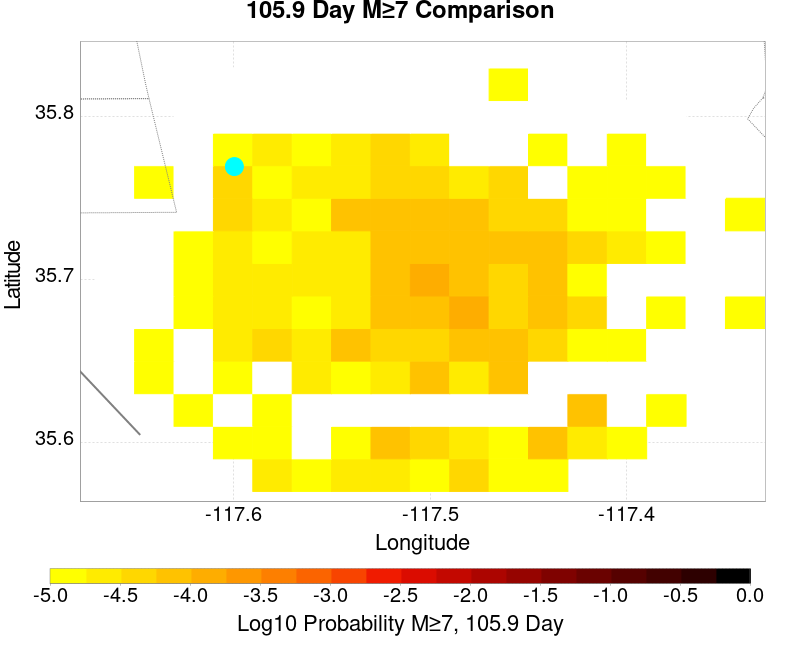 105.9 Day M≥7 Comparison
35.8
35.7
35.6
Latitude
-117.6 -117.5 -117.4
Longitude
-5.0 -4.5 -4.0 -3.5 -3.0 -2.5 -2.0 -1.5 -1.0 -0.5 0.0
Log10 Probability M≥7, 105.9 Day